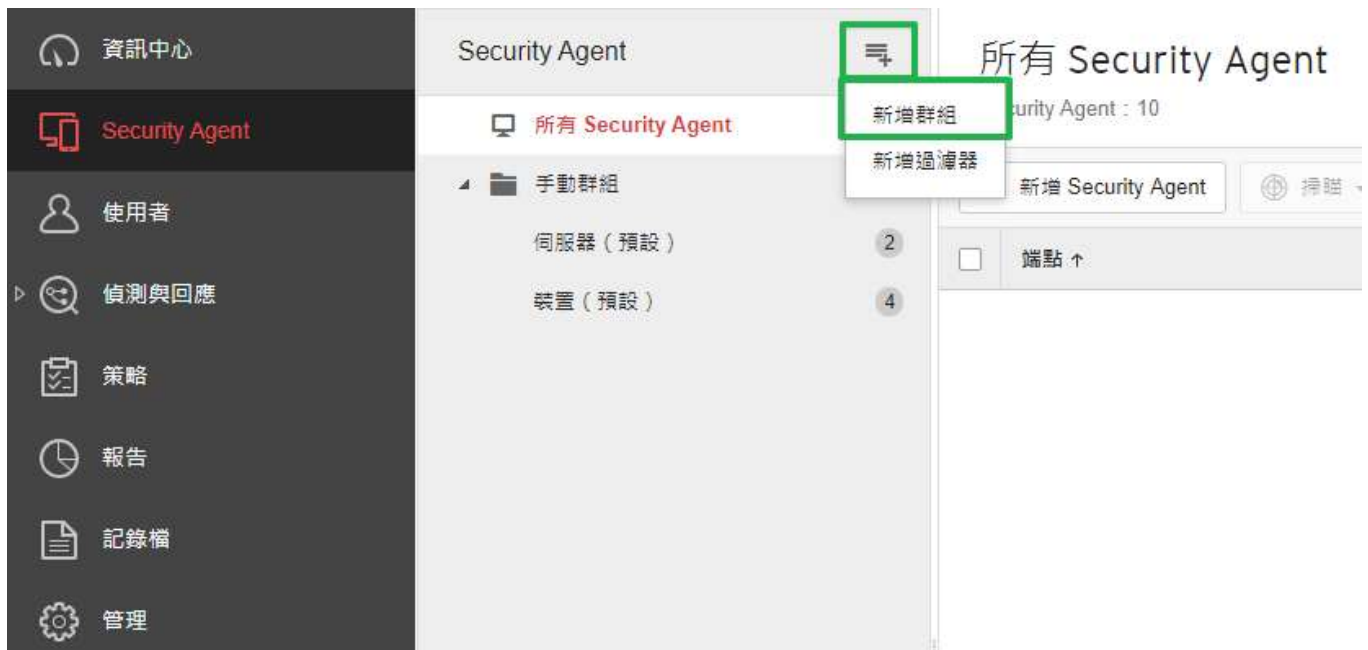 資訊中心
Security Agent
使用者
偵測與回應
策略
報告
記錄檔
管理
Security Agent
新增群組
新增過濾器
所有 Security Agent
手動群組
伺服器（預設）
2
裝置（預設）
4
所有 Security Agent
urity Agent：10
新增 Security Agent
掃瞄
端點 ↑